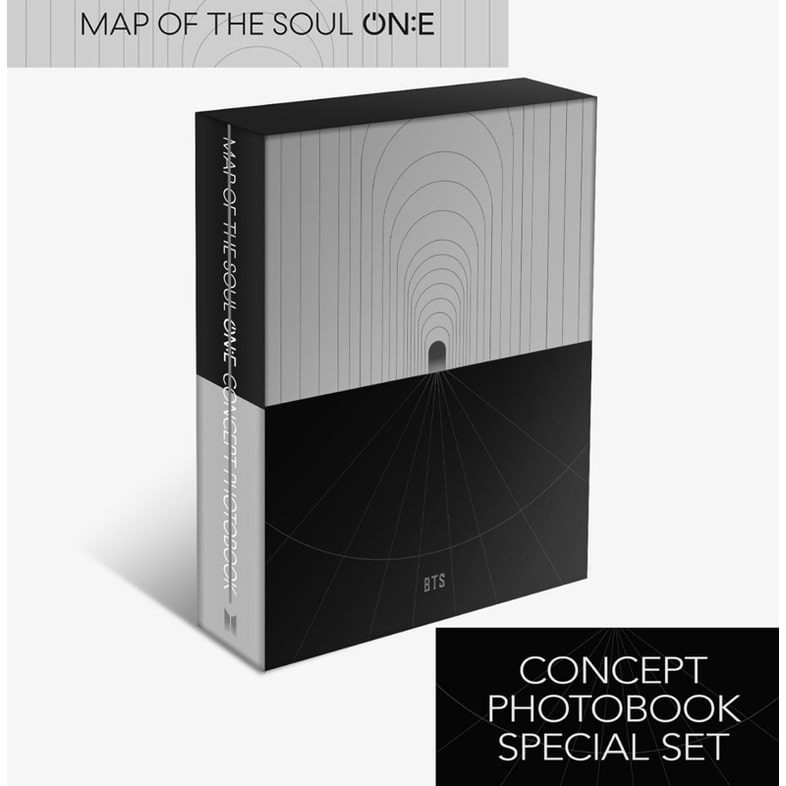 MAP OF THE SOUL ON:E
MAP OF THE SOUL ON:E CONCEPT PHOTOBOOK
BTS
CONCEPT
PHOTOBOOK
SPECIAL SET